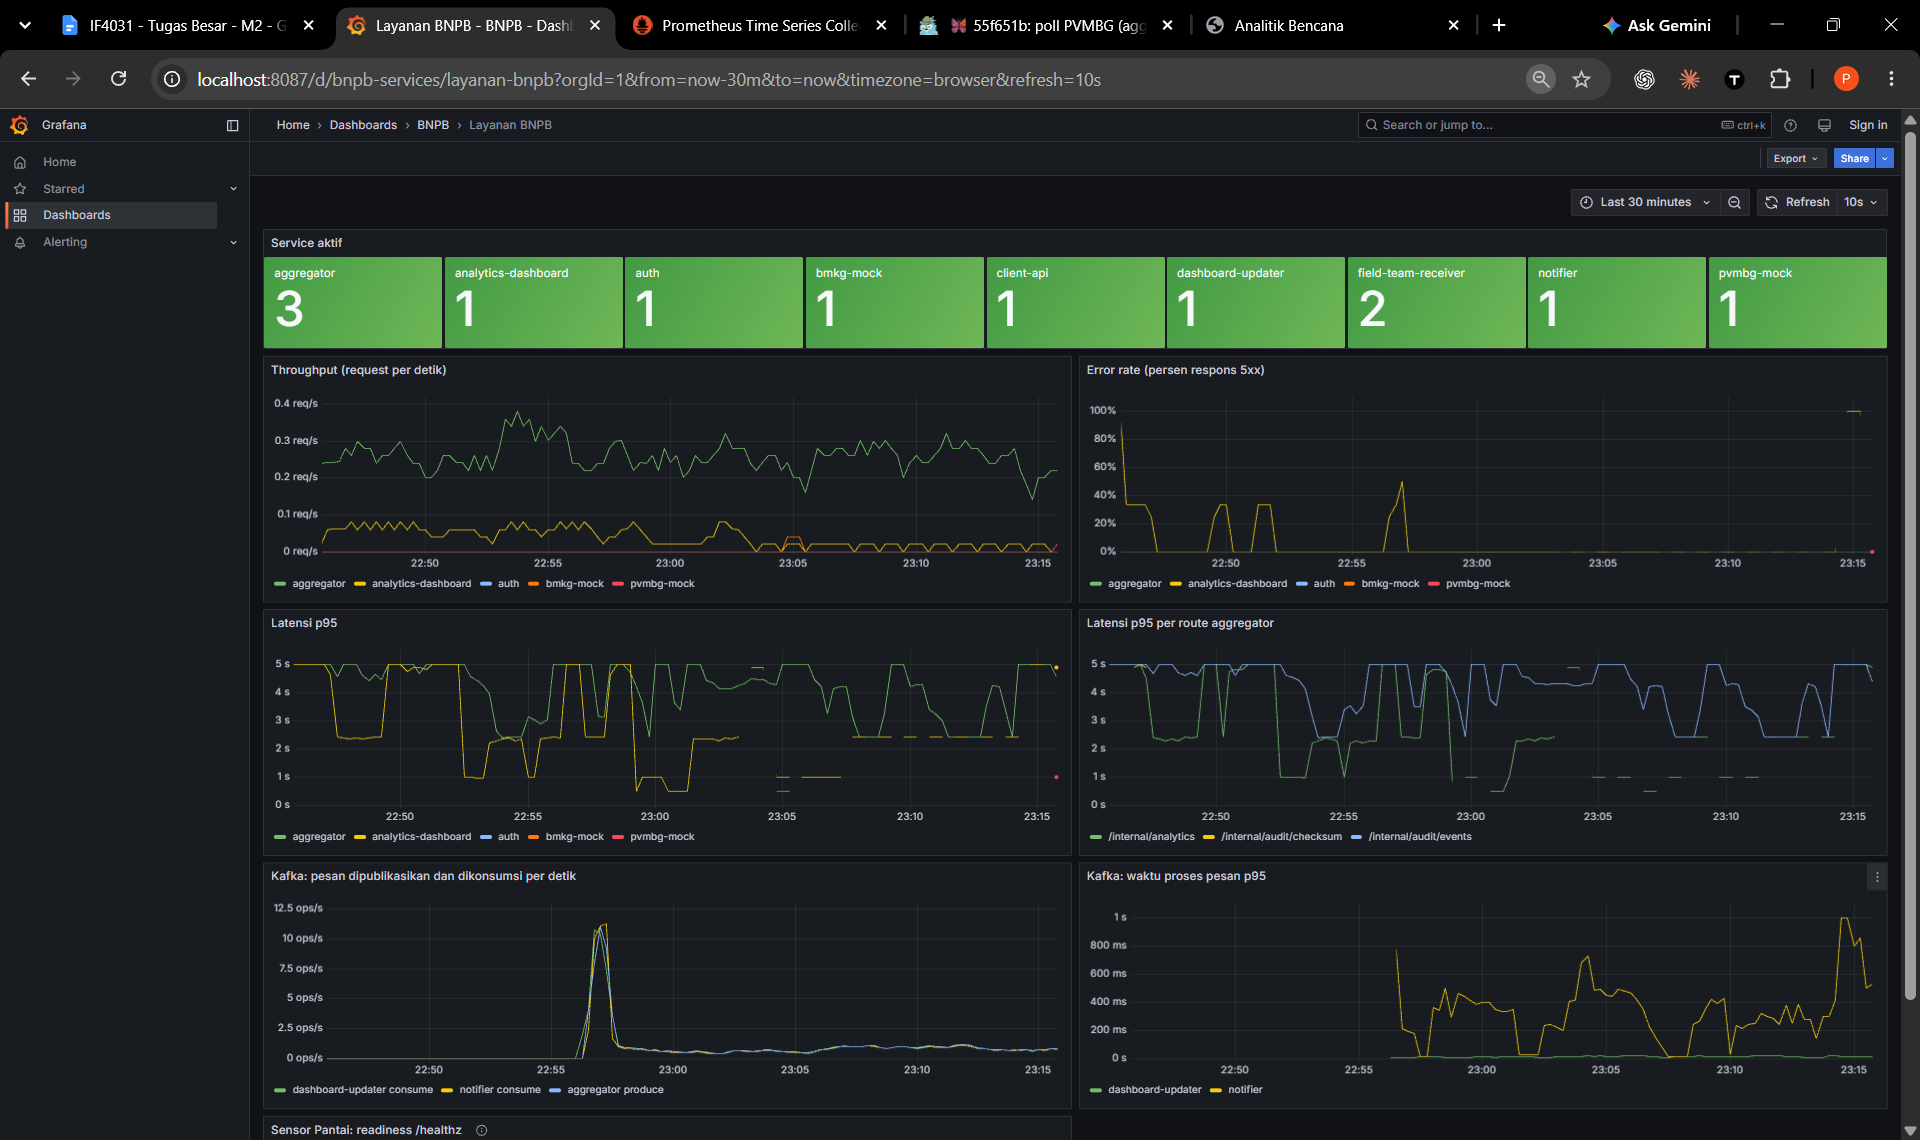 IF4031 - Tugas Besar - M2 - G
Layanan BNPB - BNPB - Dashb
Prometheus Time Series Colle
55f651b: poll PVMBG (agg
Analitik Bencana
Ask Gemini
localhost:8087/d/bnpb-services/layanan-bnpb?orgId=1&from=now-30m&to=now&timezone=browser&refresh=10s
T
P
Grafana
Home › Dashboards › BNPB › Layanan BNPB
Search or jump to...
ctrl+k
Sign in
Home
Starred
Dashboards
Alerting
Export
Share
Last 30 minutes
Refresh
10s
Service aktif
aggregator
3
analytics-dashboard
1
auth
1
bmkg-mock
1
client-api
1
dashboard-updater
1
field-team-receiver
2
notifier
1
pvmbg-mock
1
Throughput (request per detik)
0.4 req/s
0.3 req/s
0.2 req/s
0.1 req/s
0 req/s
22:50 22:55 23:00 23:05 23:10 23:15
aggregator analytics-dashboard auth bmkg-mock pvmbg-mock
Error rate (persen respons 5xx)
100%
80%
60%
40%
20%
0%
22:50 22:55 23:00 23:05 23:10 23:15
aggregator analytics-dashboard auth bmkg-mock pvmbg-mock
Latensi p95
5 s
4 s
3 s
2 s
1 s
0 s
22:50 22:55 23:00 23:05 23:10 23:15
aggregator analytics-dashboard auth bmkg-mock pvmbg-mock
Latensi p95 per route aggregator
5 s
4 s
3 s
2 s
1 s
0 s
22:50 22:55 23:00 23:05 23:10 23:15
/internal/analytics /internal/audit/checksum /internal/audit/events
Kafka: pesan dipublikasikan dan dikonsumsi per detik
12.5 ops/s
10 ops/s
7.5 ops/s
5 ops/s
2.5 ops/s
0 ops/s
22:50 22:55 23:00 23:05 23:10 23:15
dashboard-updater consume notifier consume aggregator produce
Kafka: waktu proses pesan p95
1 s
800 ms
600 ms
400 ms
200 ms
0 s
22:50 22:55 23:00 23:05 23:10 23:15
dashboard-updater notifier
Sensor Pantai: readiness /healthz